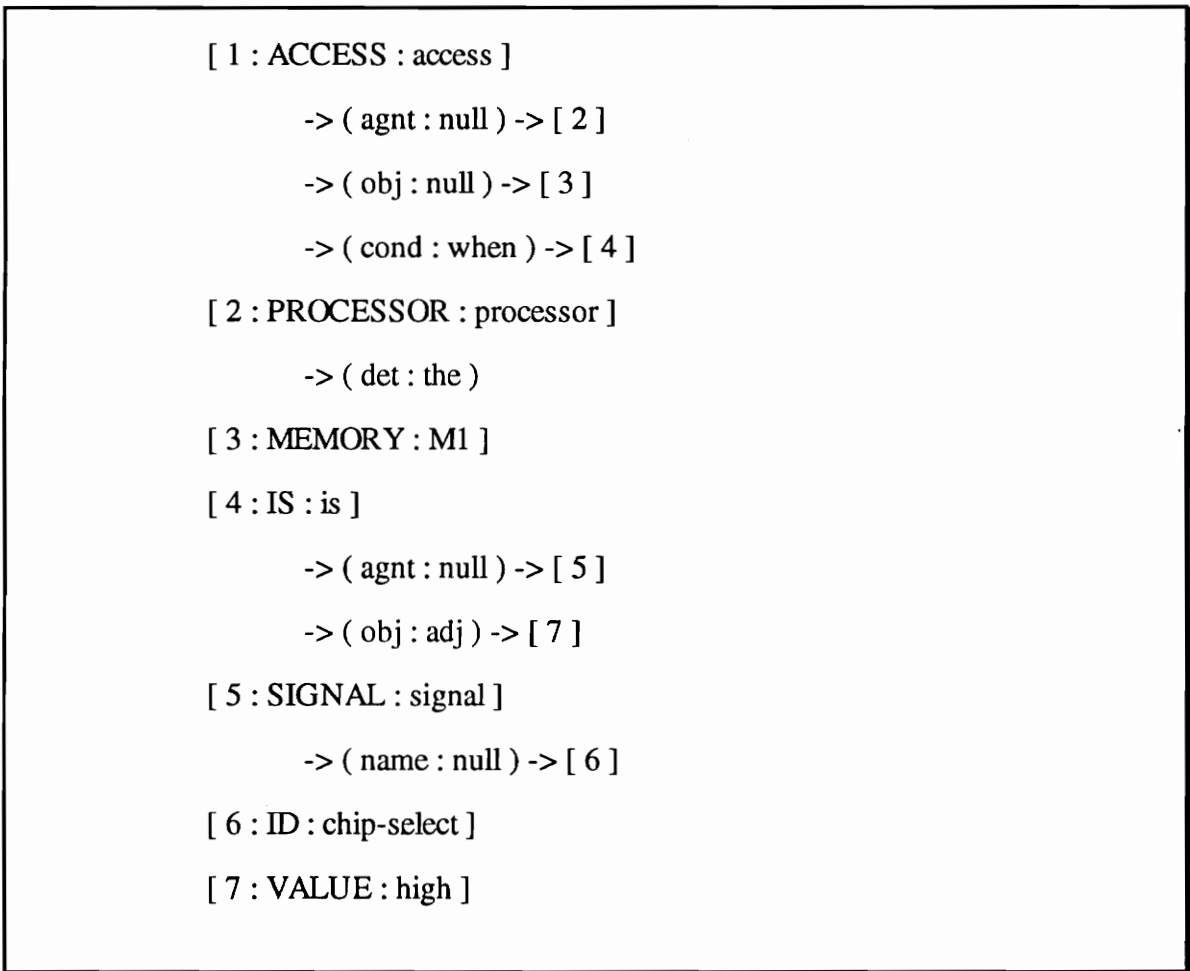 [ 1 : ACCESS : access ]
-> ( agnt : null ) -> [ 2 ]
-> ( obj : null ) -> [ 3 ]
-> ( cond : when ) -> [ 4 ]
[ 2 : PROCESSOR : processor ]
-> ( det : the )
[ 3 : MEMORY : M1 ]
[ 4 : IS : is ]
-> ( agnt : null ) -> [ 5 ]
-> ( obj : adj ) -> [ 7 ]
[ 5 : SIGNAL : signal ]
-> ( name : null ) -> [ 6 ]
[ 6 : ID : chip-select ]
[ 7 : VALUE : high ]